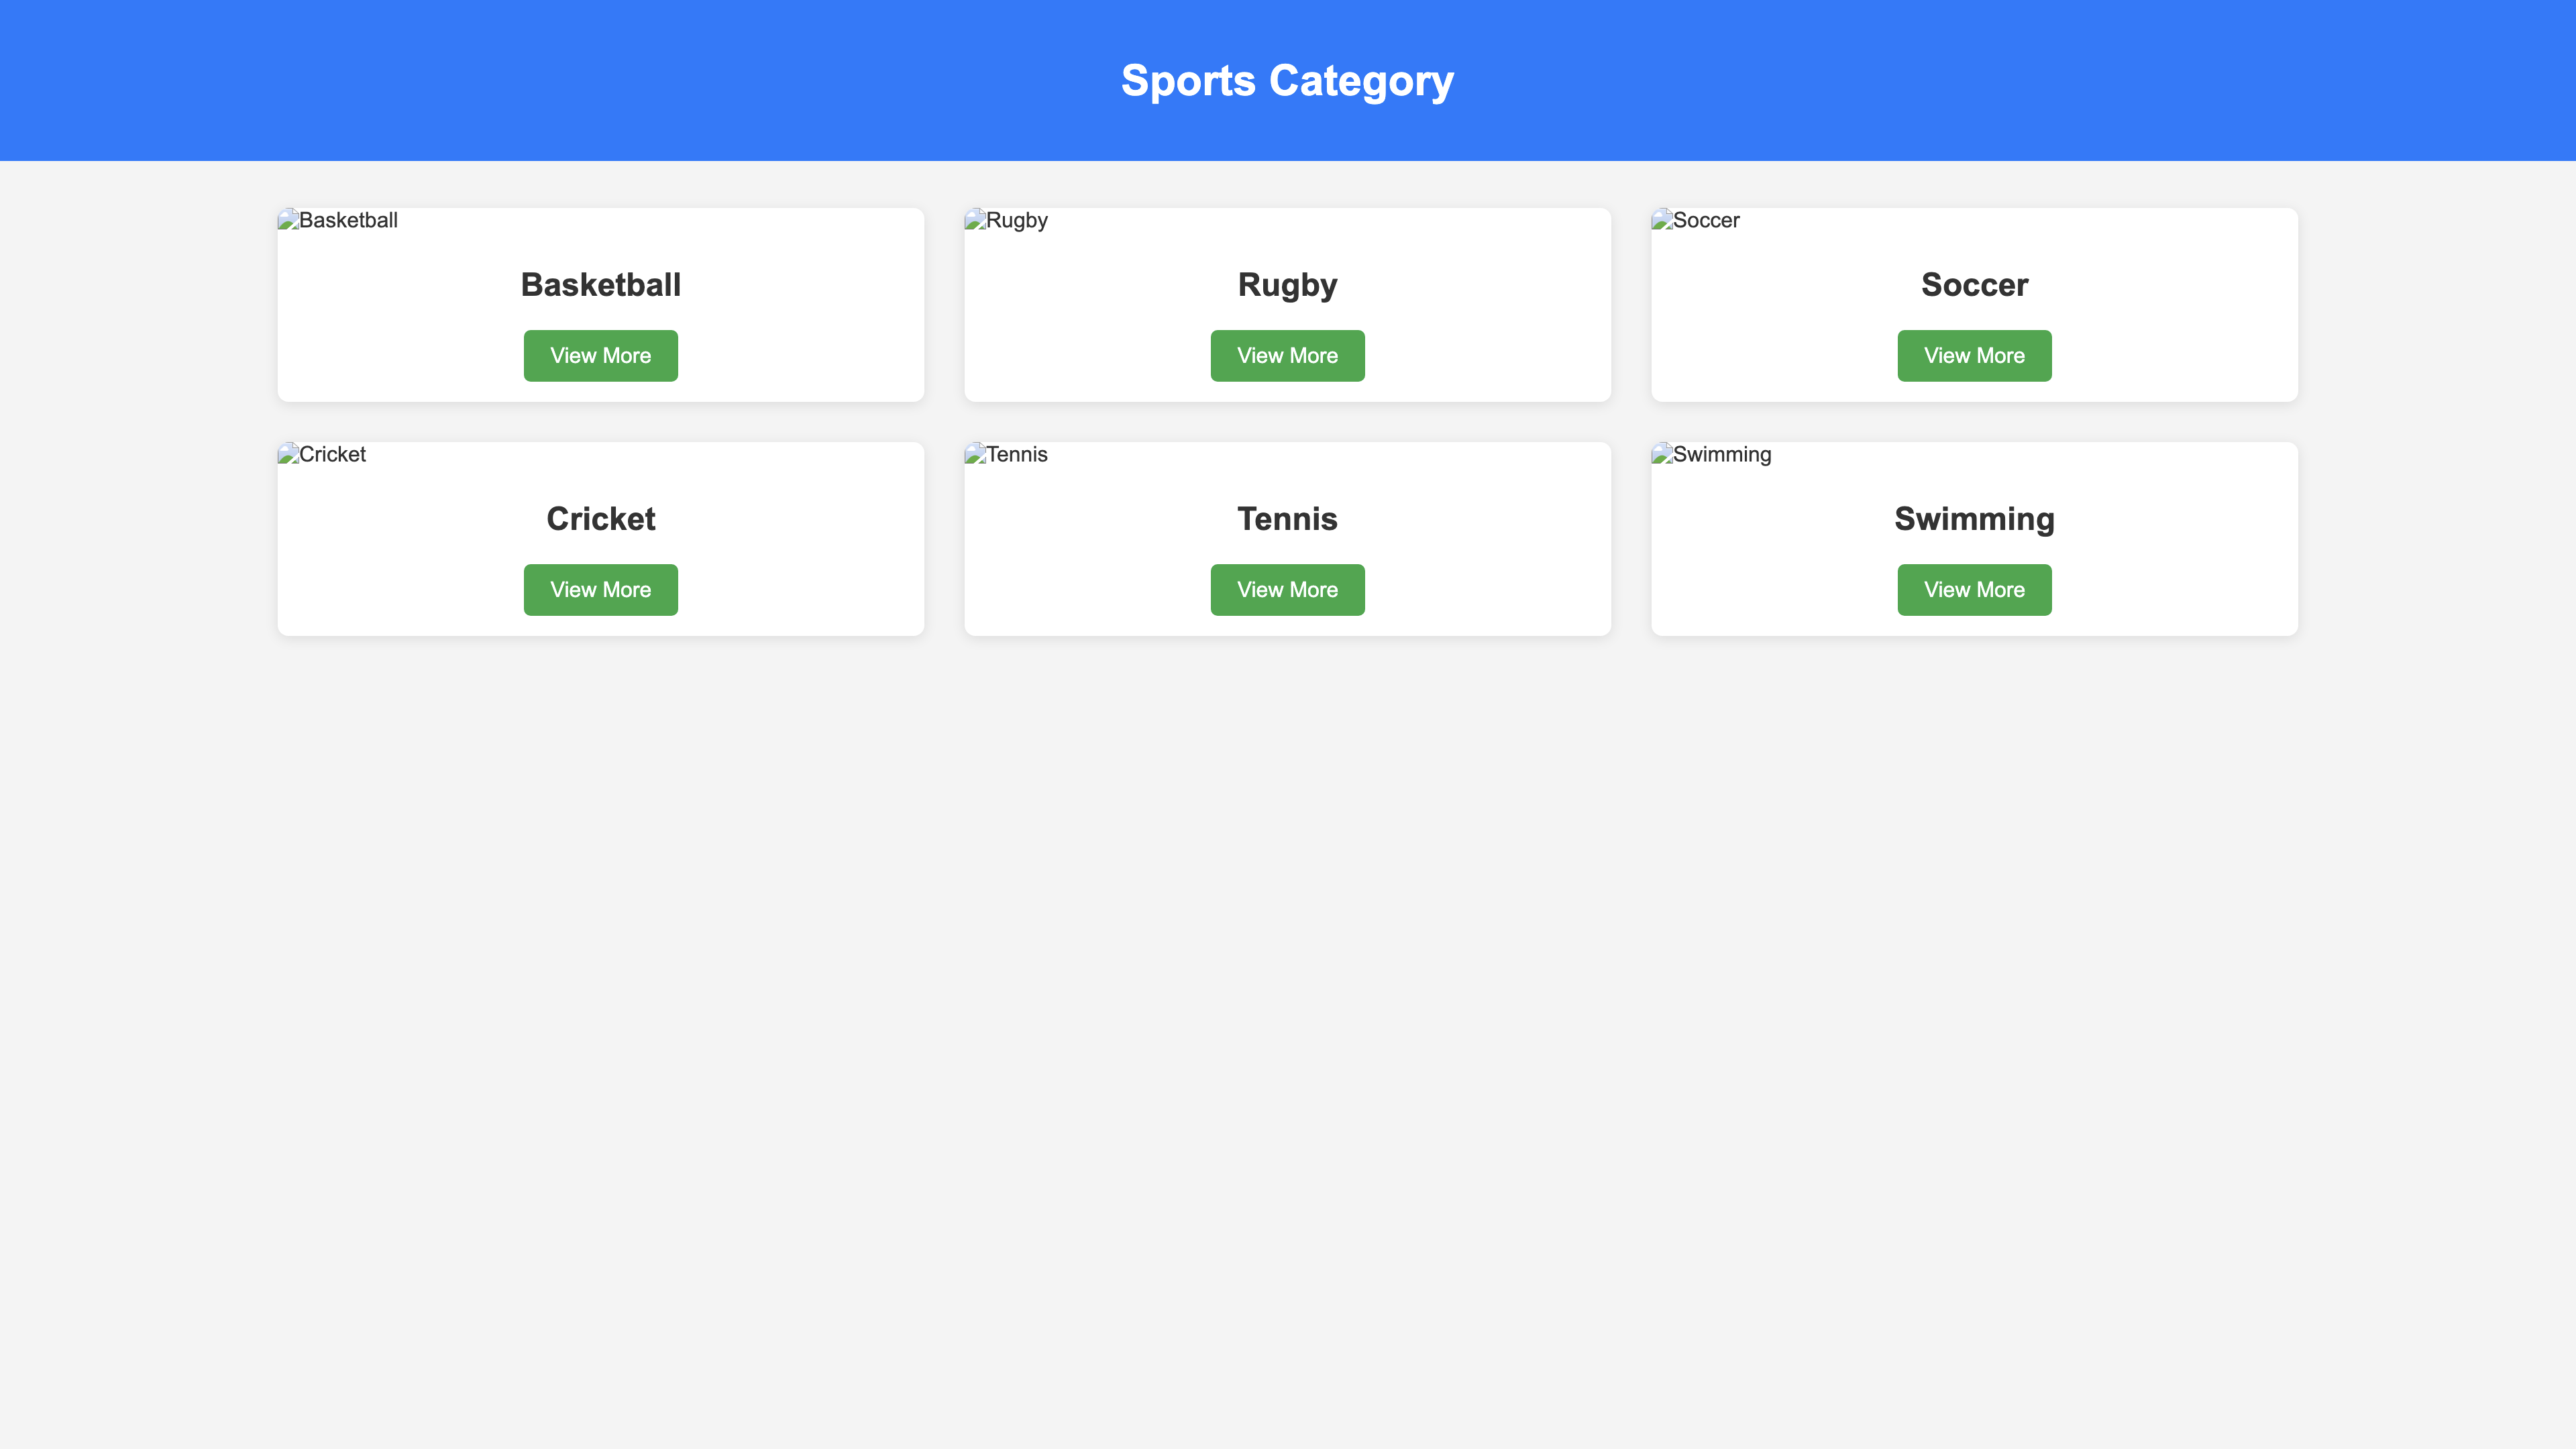 Sports Category
Basketball
Basketball
View More
Rugby
Rugby
View More
Soccer
Soccer
View More
Cricket
Cricket
View More
Tennis
Tennis
View More
Swimming
Swimming
View More